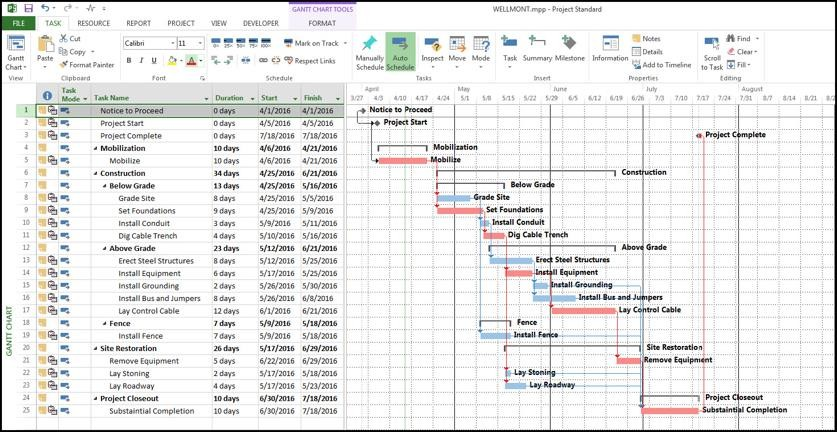 GANTT CHART TOOLS
WELLMONT.mpp - Project Standard
FILE TASK RESOURCE REPORT PROJECT VIEW DEVELOPER FORMAT
Gantt Chart
View
Paste
Cut
Copy
Format Painter
Clipboard
Calibri 11
B I U A
Font
0% 25% 50% 75% 100%
Mark on Track
Respect Links
Schedule
Manually Schedule
Auto Schedule
Inspect Move Mode
Tasks
Task Summary Milestone
Insert
Information
Notes
Details
Add to Timeline
Properties
Scroll to Task
Find
Clear
Fill
Editing
Task Mode Task Name Duration Start Finish
April May June July August
3/27 4/3 4/10 4/17 4/24 5/1 5/8 5/15 5/22 5/29 6/5 6/12 6/19 6/26 7/3 7/10 7/17 7/24 7/31 8/7 8/14
1 Notice to Proceed 0 days 4/1/2016 4/1/2016 Notice to Proceed
2 Project Start 0 days 4/5/2016 4/5/2016 Project Start
3 Project Complete 0 days 7/18/2016 7/18/2016 Project Complete
4 Mobilization 10 days 4/6/2016 4/21/2016 Mobilization
5 Mobilize 10 days 4/6/2016 4/21/2016 Mobilize
6 Construction 34 days 4/25/2016 6/21/2016 Construction
7 Below Grade 13 days 4/25/2016 5/16/2016 Below Grade
8 Grade Site 8 days 4/25/2016 5/5/2016 Grade Site
9 Set Foundations 9 days 4/25/2016 5/9/2016 Set Foundations
10 Install Conduit 3 days 5/9/2016 5/11/2016 Install Conduit
11 Dig Cable Trench 4 days 5/10/2016 5/16/2016 Dig Cable Trench
12 Above Grade 23 days 5/12/2016 6/21/2016 Above Grade
13 Erect Steel Structures 8 days 5/12/2016 5/25/2016 Erect Steel Structures
14 Install Equipment 6 days 5/17/2016 5/25/2016 Install Equipment
15 Install Grounding 2 days 5/26/2016 5/30/2016 Install Grounding
16 Install Bus and Jumpers 8 days 5/26/2016 6/8/2016 Install Bus and Jumpers
17 Lay Control Cable 12 days 6/1/2016 6/21/2016 Lay Control Cable
18 Fence 7 days 5/9/2016 5/18/2016 Fence
19 Install Fence 7 days 5/9/2016 5/18/2016 Install Fence
20 Site Restoration 26 days 5/17/2016 6/29/2016 Site Restoration
21 Remove Equipment 5 days 6/22/2016 6/29/2016 Remove Equipment
22 Lay Stoning 2 days 5/17/2016 5/18/2016 Lay Stoning
23 Lay Roadway 4 days 5/17/2016 5/23/2016 Lay Roadway
24 Project Closeout 10 days 6/30/2016 7/18/2016 Project Closeout
25 Substaintial Completion 10 days 6/30/2016 7/18/2016 Substaintial Completion
GANTT CHART